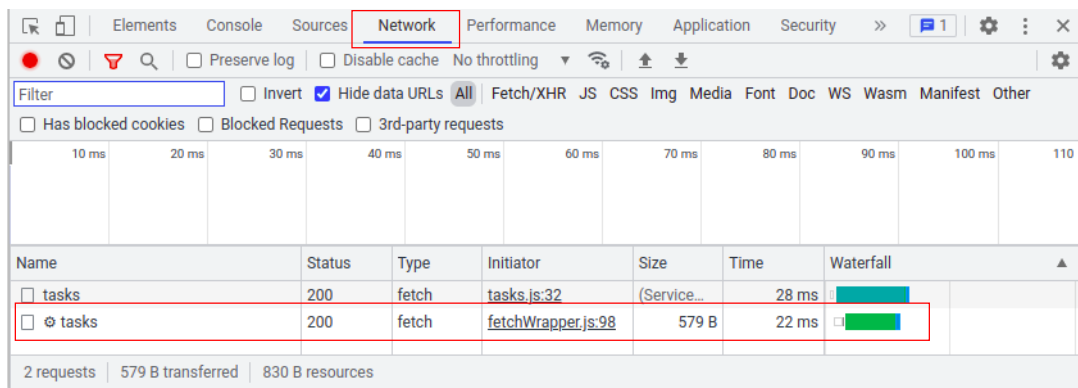 Elements Console Sources Network Performance Memory Application Security » 1
Preserve log Disable cache No throttling
Filter Invert Hide data URLs All Fetch/XHR JS CSS Img Media Font Doc WS Wasm Manifest Other
Has blocked cookies Blocked Requests 3rd-party requests
10 ms 20 ms 30 ms 40 ms 50 ms 60 ms 70 ms 80 ms 90 ms 100 ms 110
Name Status Type Initiator Size Time Waterfall
tasks 200 fetch tasks.js:32 (Service... 28 ms
tasks 200 fetch fetchWrapper.js:98 579 B 22 ms
2 requests 579 B transferred 830 B resources